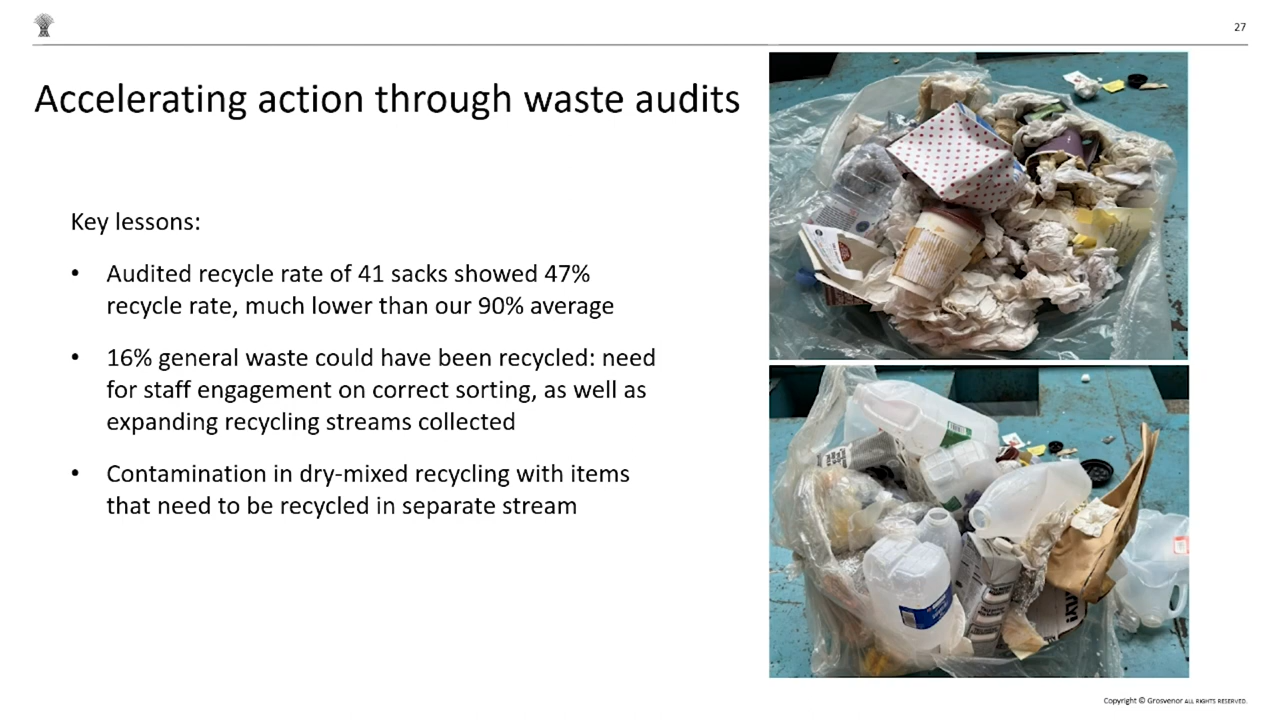 27
Accelerating action through waste audits
Key lessons:
• Audited recycle rate of 41 sacks showed 47%
recycle rate, much lower than our 90% average
• 16% general waste could have been recycled: need
for staff engagement on correct sorting, as well as
expanding recycling streams collected
• Contamination in dry-mixed recycling with items
that need to be recycled in separate stream
Copyright © Grosvenor ALL RIGHTS RESERVED.